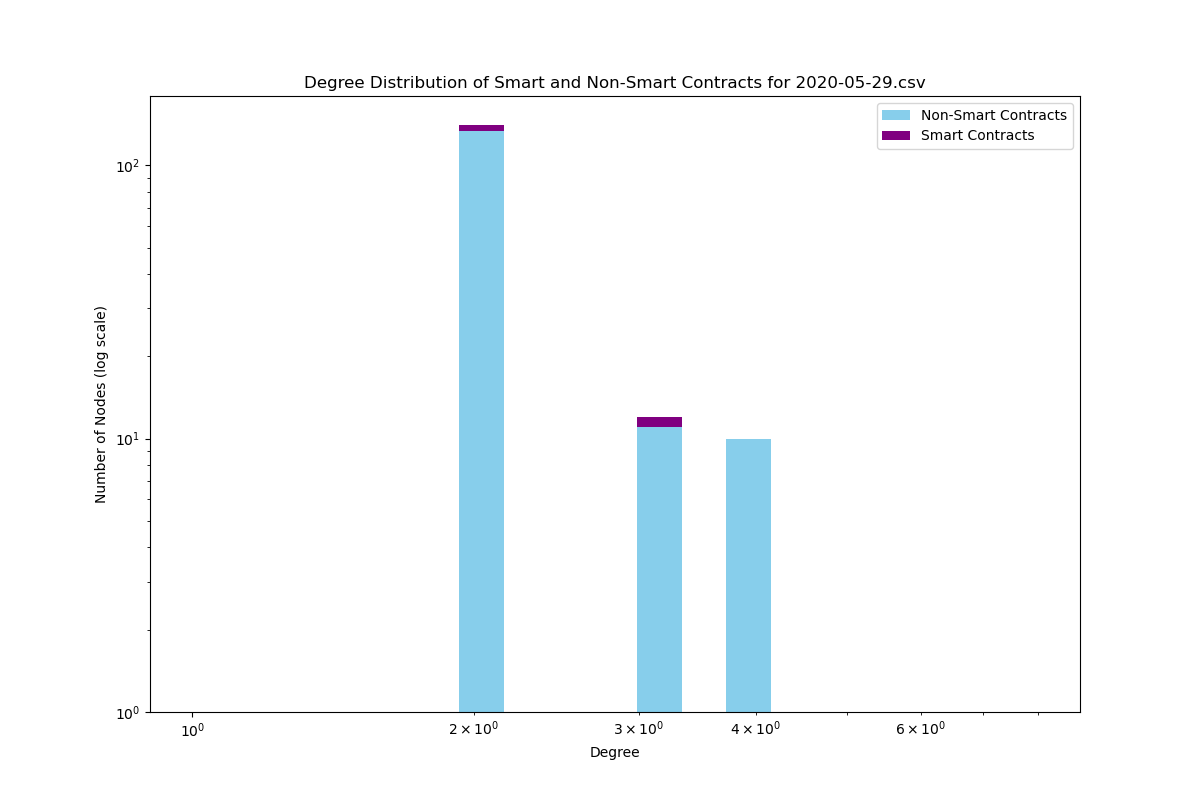 Degree Distribution of Smart and Non-Smart Contracts for 2020-05-29.csv
Non-Smart Contracts
Smart Contracts
Number of Nodes (log scale)
10²
10¹
10⁰
10⁰ 2 × 10⁰ 3 × 10⁰ 4 × 10⁰ 6 × 10⁰
Degree